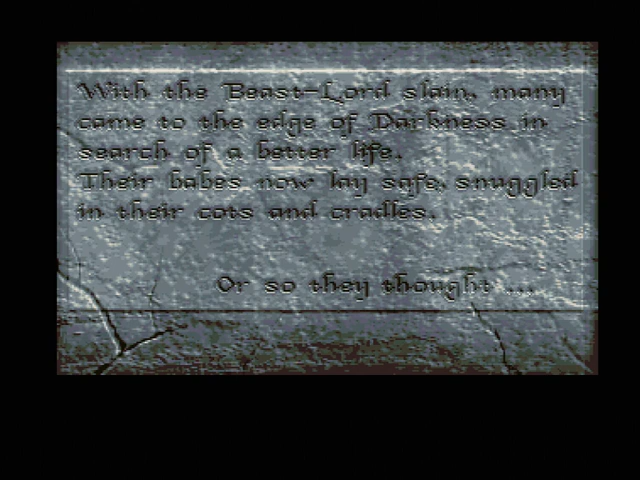 With the Beast-Lord slain, many
came to the edge of Darkness in
search of a better life.
Their babes now lay safe, snuggled
in their cots and cradles.
Or so they thought ...